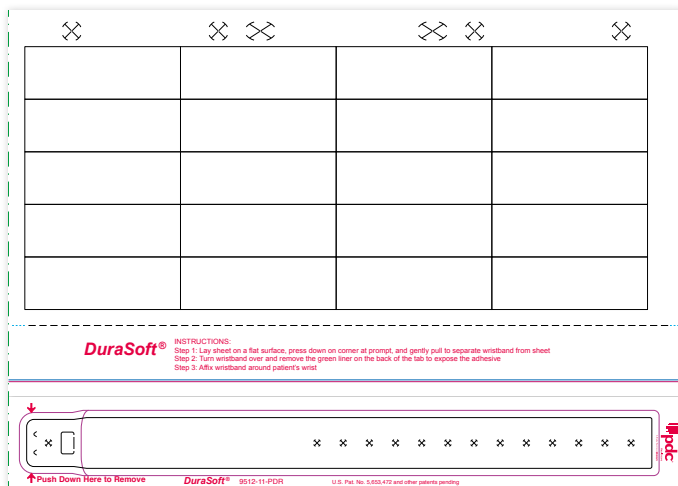 DuraSoft®
INSTRUCTIONS:
Step 1: Lay sheet on a flat surface, press down on corner at prompt, and gently pull to separate wristband from sheet
Step 2: Turn wristband over and remove the green liner on the back of the tab to expose the adhesive
Step 3: Affix wristband around patient's wrist
pdc
Push Down Here to Remove
DuraSoft® 9512-11-PDR
U.S. Pat. No. 5,653,472 and other patents pending